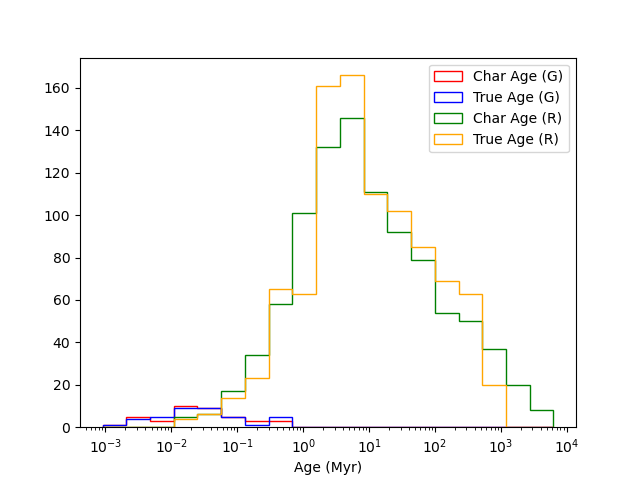 Char Age (G)
True Age (G)
Char Age (R)
True Age (R)
160
140
120
100
80
60
40
20
0
10⁻³ 10⁻² 10⁻¹ 10⁰ 10¹ 10² 10³ 10⁴
Age (Myr)